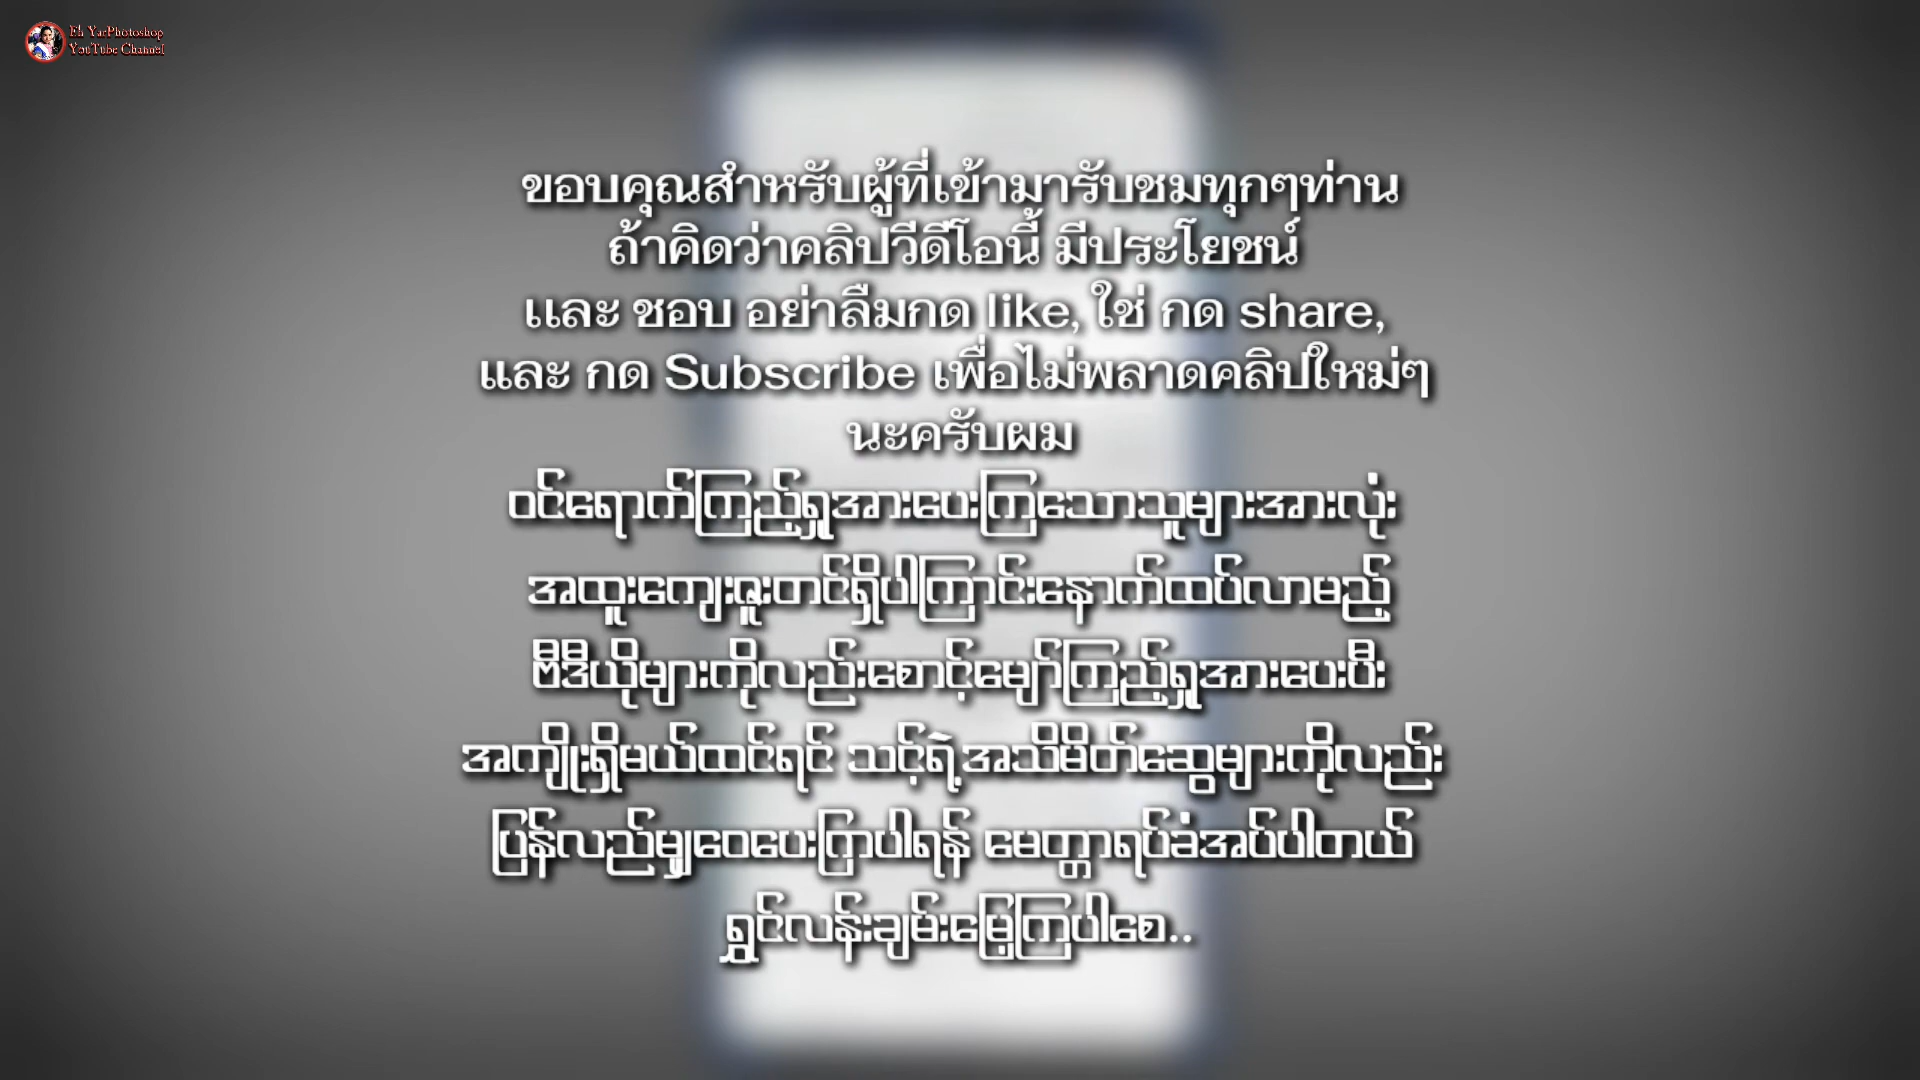 Eh YarPhotoshop
YouTube Channel
ขอบคุณสำหรับผู้ที่เข้ามารับชมทุกๆท่าน
ถ้าคิดว่าคลิปวีดีโอนี้ มีประโยชน์
และ ชอบ อย่าลืมกด like, ใช่ กด share,
และ กด Subscribe เพื่อไม่พลาดคลิปใหม่ๆ
นะครับผม
ဝင်ရောက်ကြည့်ရှုအားပေးကြသောသူများအားလုံး
အထူးကျေးဇူးတင်ရှိပါကြာင်းနောက်ထပ်လာမည့်
ဗီဒီယိုများကိုလည်းစောင့်မျော်ကြည့်ရှုအားပေးပီး
အကျိုးရှိမယ်ထင်ရင် သင့်ရဲ့အသိမိတ်ဆွေများကိုလည်း
ပြန်လည်မျှဝေပေးကြာပါရန် မေတ္တာရပ်ခံအပ်ပါတယ်
ရွှင်လန်းချမ်းမြေ့ကြပါစေ..